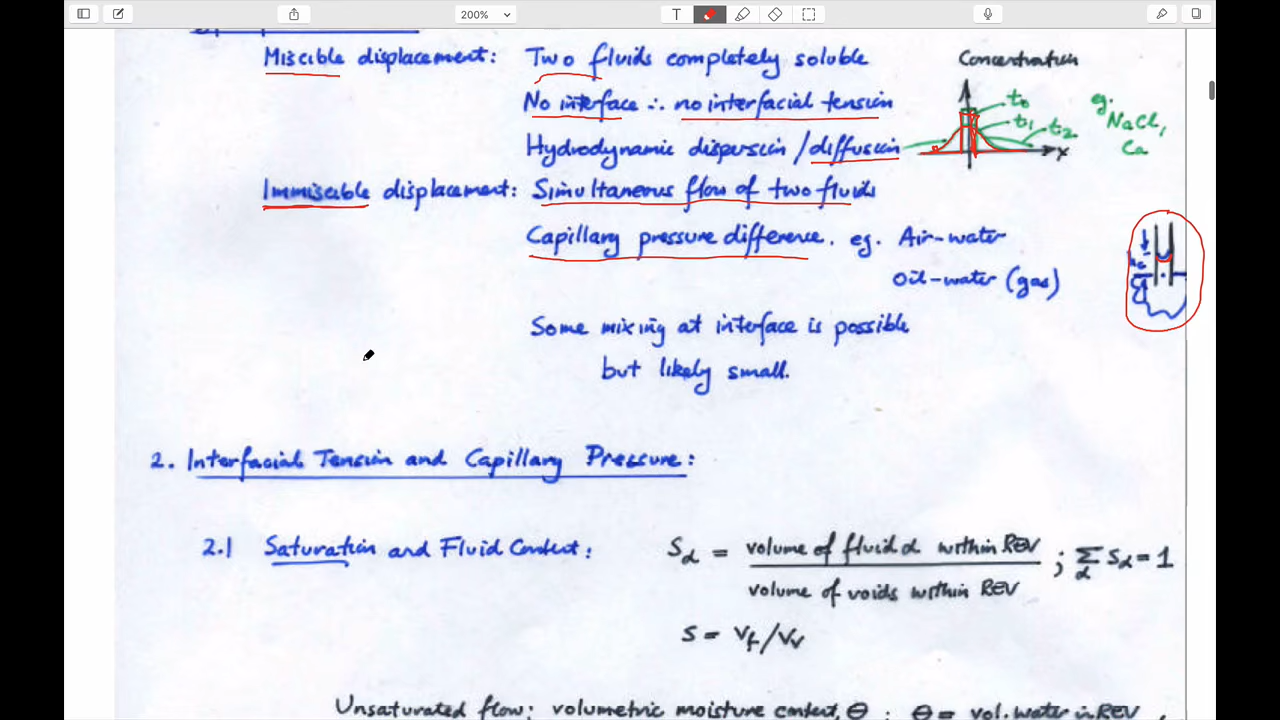 200%
T
Miscible displacement: Two fluids completely soluble
Concentration
No interface ∴ no interfacial tension
t₀
t₁
t₂
x
eg. NaCl,
Ca
Hydrodynamic dispersion / diffusion
Immiscible displacement: Simultaneous flow of two fluids
Capillary pressure difference. eg. Air-water
Oil-water (gas)
Some mixing at interface is possible
but likely small.
2. Interfacial Tension and Capillary Pressure:
2.1 Saturation and Fluid Content: Sα = volume of fluid α within REV / volume of voids within REV ; Σα Sα = 1
S = Vf/Vv
Unsaturated flow: volumetric moisture content, θ ; θ = vol. water in REV